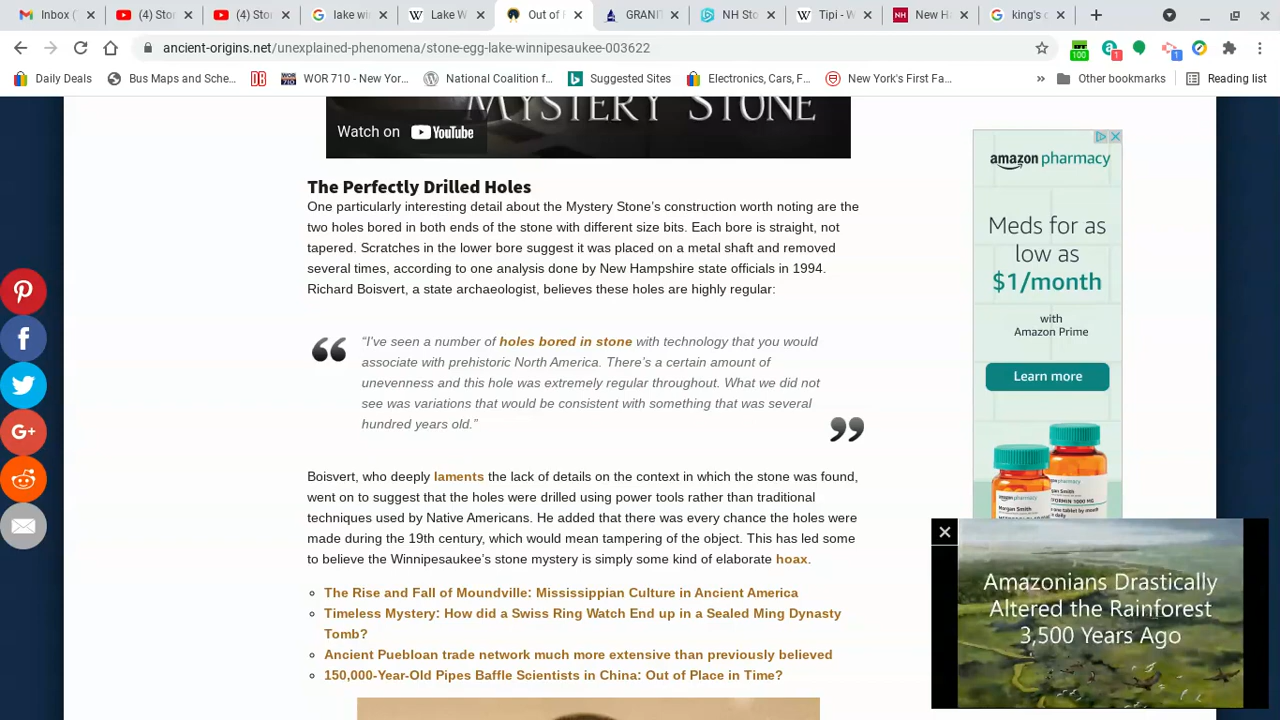 (4) Stor
(4) Stor
lake win
Lake W
Out of
GRANIT
NH Sto
Tipi - W
New H
king's c
ancient-origins.net/unexplained-phenomena/stone-egg-lake-winnipesaukee-003622
100
1
1
Daily Deals
Bus Maps and Sche...
WOR 710 - New Yor...
National Coalition f...
Suggested Sites
Electronics, Cars, F...
New York's First Fa...
»
Other bookmarks
Reading list
MYSTERY STONE
Watch on YouTube
The Perfectly Drilled Holes
One particularly interesting detail about the Mystery Stone's construction worth noting are the
two holes bored in both ends of the stone with different size bits. Each bore is straight, not
tapered. Scratches in the lower bore suggest it was placed on a metal shaft and removed
several times, according to one analysis done by New Hampshire state officials in 1994.
Richard Boisvert, a state archaeologist, believes these holes are highly regular:
"I've seen a number of holes bored in stone with technology that you would
associate with prehistoric North America. There's a certain amount of
unevenness and this hole was extremely regular throughout. What we did not
see was variations that would be consistent with something that was several
hundred years old."
Boisvert, who deeply laments the lack of details on the context in which the stone was found,
went on to suggest that the holes were drilled using power tools rather than traditional
techniques used by Native Americans. He added that there was every chance the holes were
made during the 19th century, which would mean tampering of the object. This has led some
to believe the Winnipesaukee's stone mystery is simply some kind of elaborate hoax.
The Rise and Fall of Moundville: Mississippian Culture in Ancient America
Timeless Mystery: How did a Swiss Ring Watch End up in a Sealed Ming Dynasty
Tomb?
Ancient Puebloan trade network much more extensive than previously believed
150,000-Year-Old Pipes Baffle Scientists in China: Out of Place in Time?
amazon pharmacy
Meds for as
low as
$1/month
with
Amazon Prime
Learn more
amazon pharmacy
Morgan Smith
Morgan Smith
METFORMIN 1000 MG
Amazonians Drastically
Altered the Rainforest
3,500 Years Ago